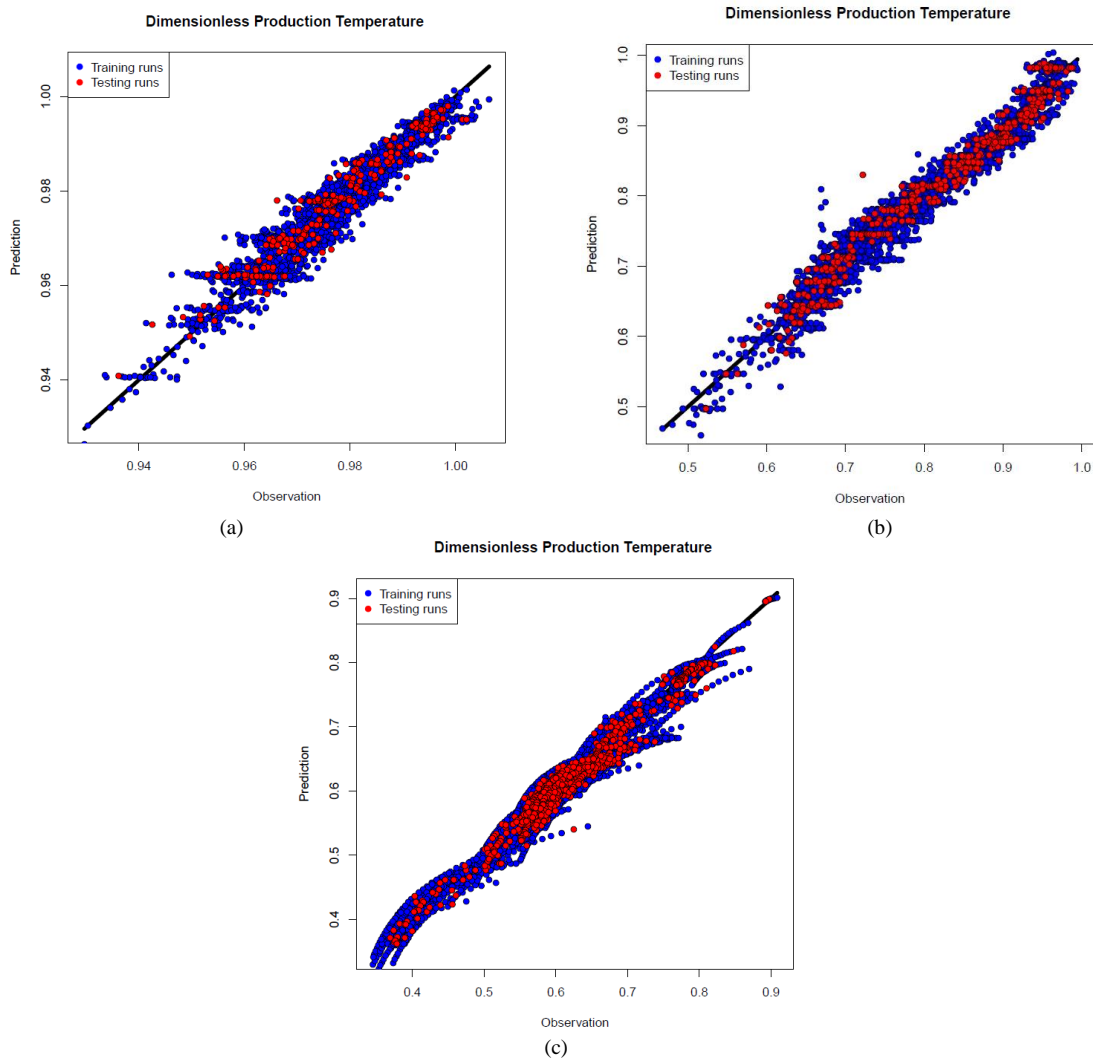 Dimensionless Production Temperature
Training runs
Testing runs
Prediction
1.00
0.98
0.96
0.94
0.94
0.96
0.98
1.00
Observation
(a)
Dimensionless Production Temperature
Training runs
Testing runs
Prediction
1.0
0.9
0.8
0.7
0.6
0.5
0.5
0.6
0.7
0.8
0.9
1.0
Observation
(b)
Dimensionless Production Temperature
Training runs
Testing runs
Prediction
0.9
0.8
0.7
0.6
0.5
0.4
0.4
0.5
0.6
0.7
0.8
0.9
Observation
(c)